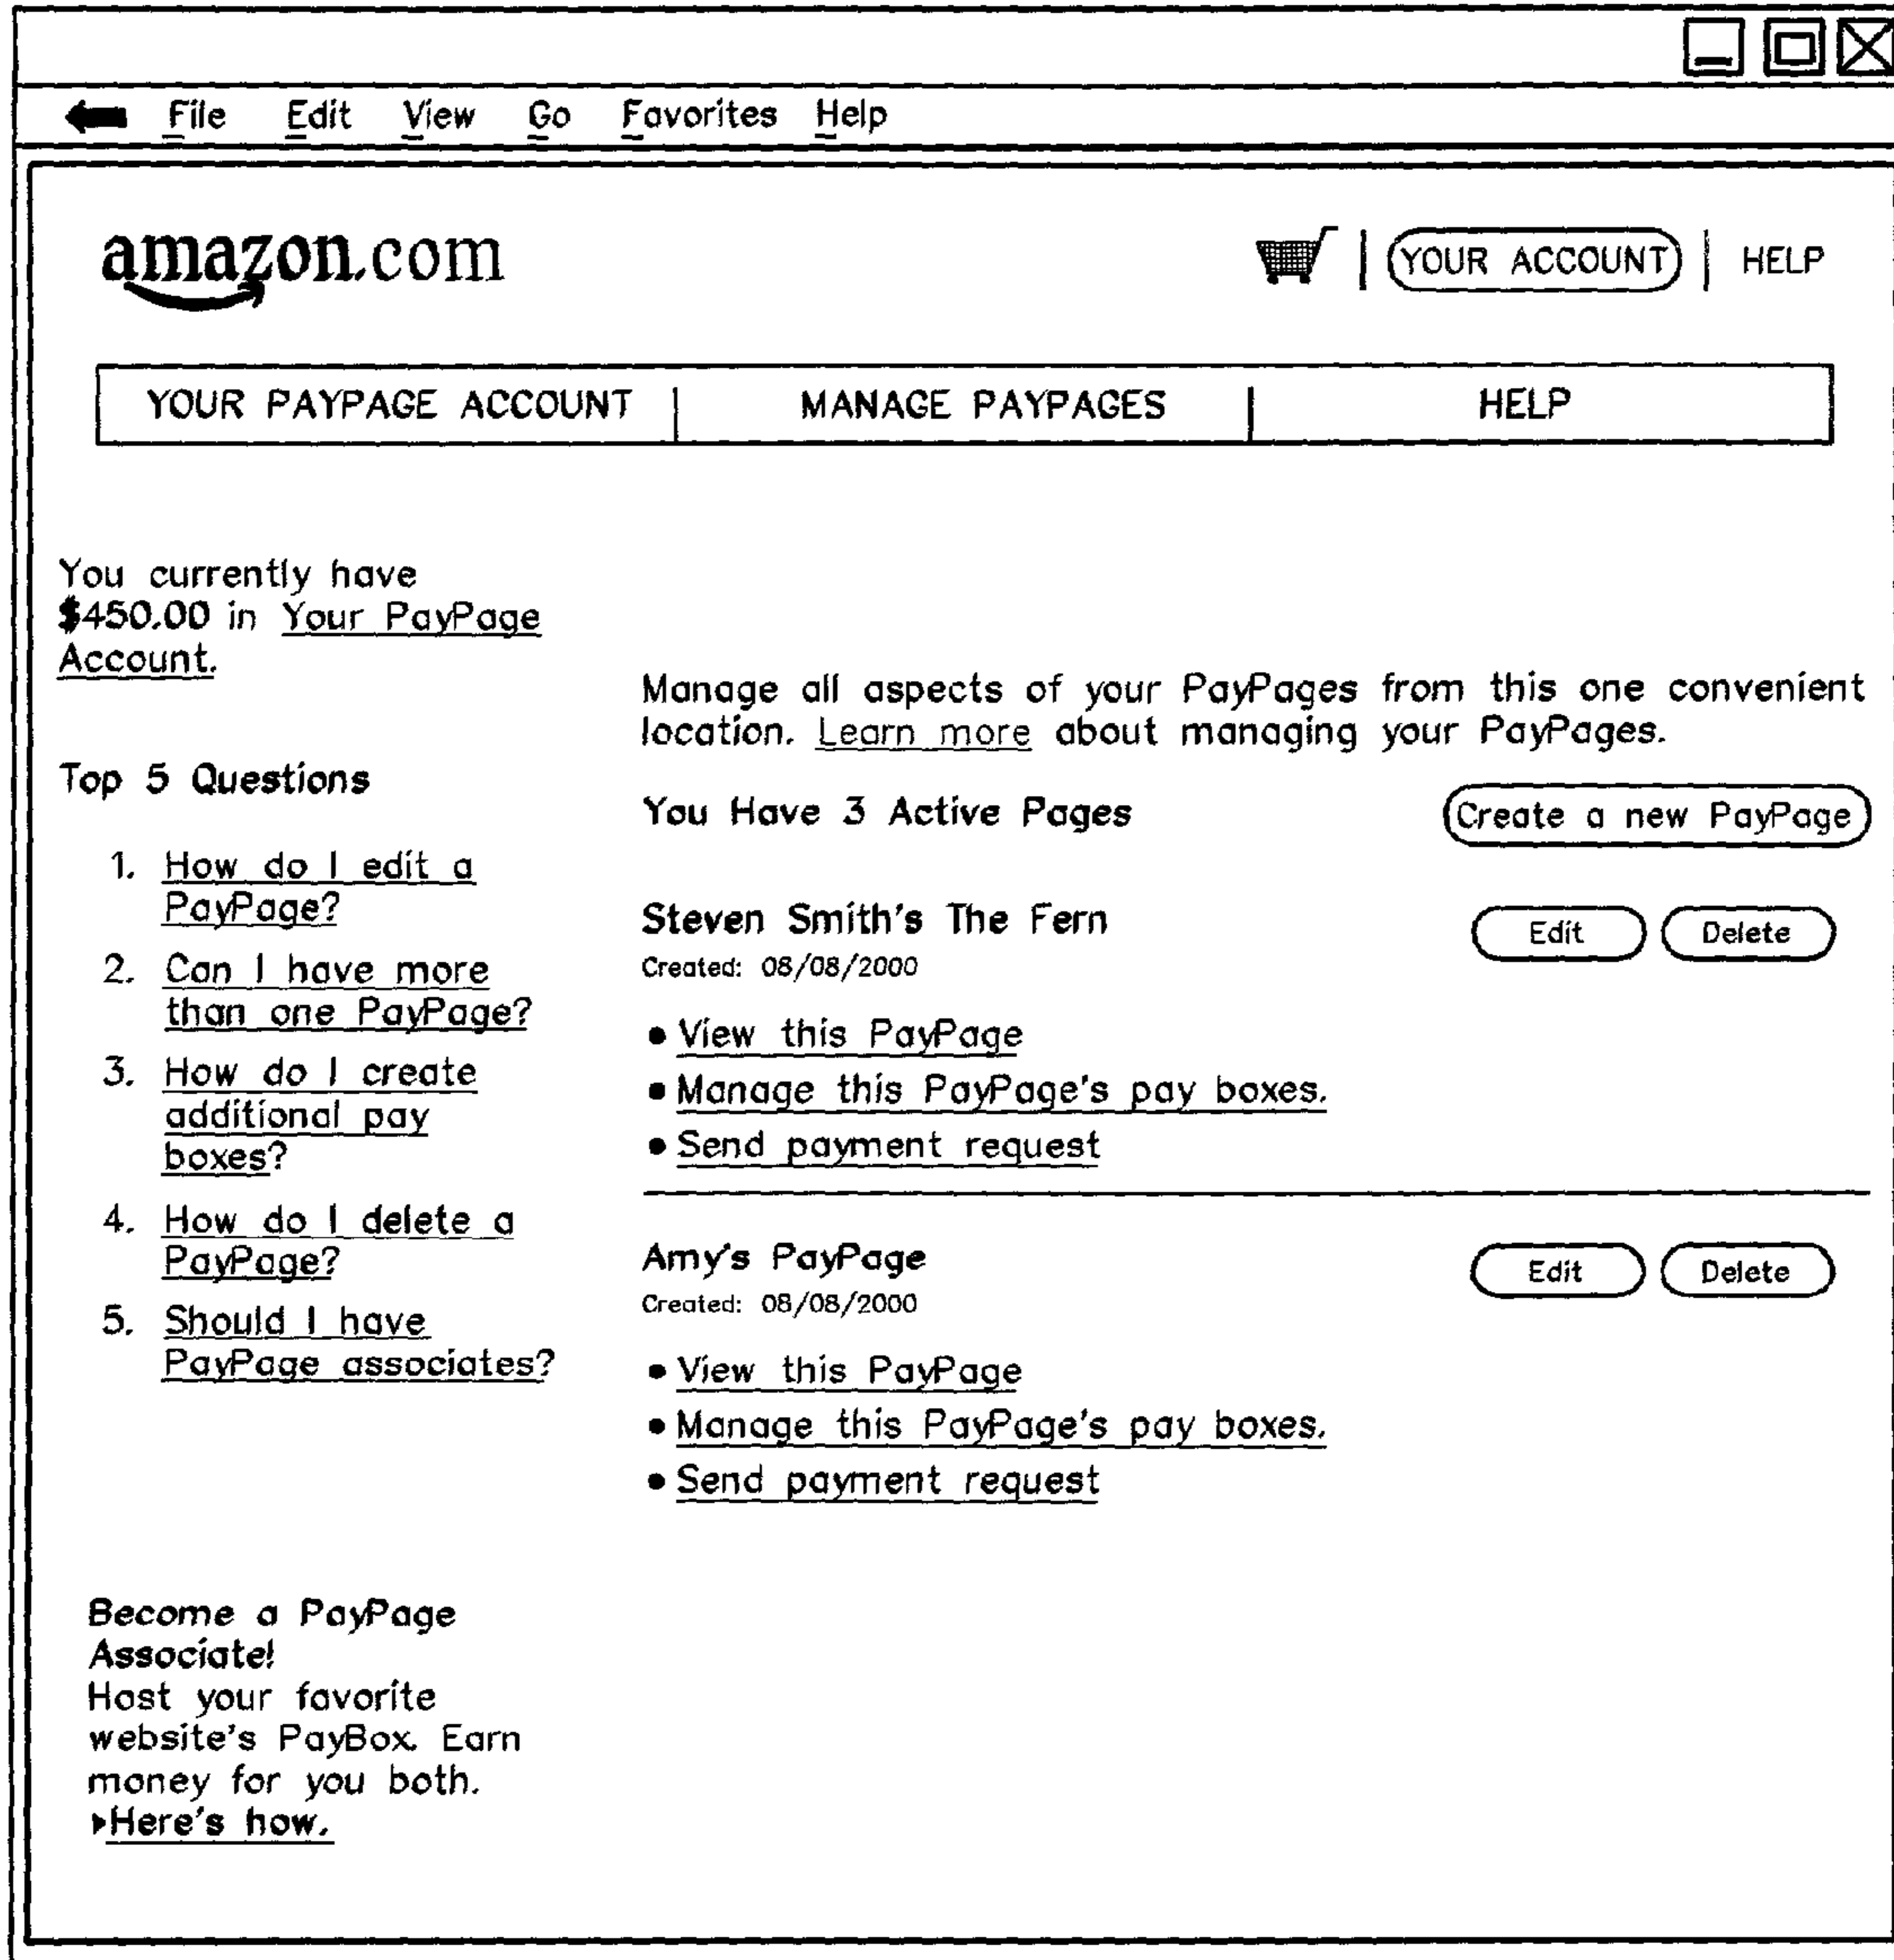 File Edit View Go Favorites Help
amazon.com
YOUR ACCOUNT | HELP
YOUR PAYPAGE ACCOUNT | MANAGE PAYPAGES | HELP
You currently have
$450.00 in Your PayPage
Account.
Top 5 Questions
1. How do I edit a
PayPage?
2. Can I have more
than one PayPage?
3. How do I create
additional pay
boxes?
4. How do I delete a
PayPage?
5. Should I have
PayPage associates?
Become a PayPage
Associate!
Host your favorite
website's PayBox. Earn
money for you both.
Here's how.
Manage all aspects of your PayPages from this one convenient
location. Learn more about managing your PayPages.
You Have 3 Active Pages
Create a new PayPage
Steven Smith's The Fern
Edit Delete
Created: 08/08/2000
• View this PayPage
• Manage this PayPage's pay boxes.
• Send payment request
Amy's PayPage
Edit Delete
Created: 08/08/2000
• View this PayPage
• Manage this PayPage's pay boxes.
• Send payment request